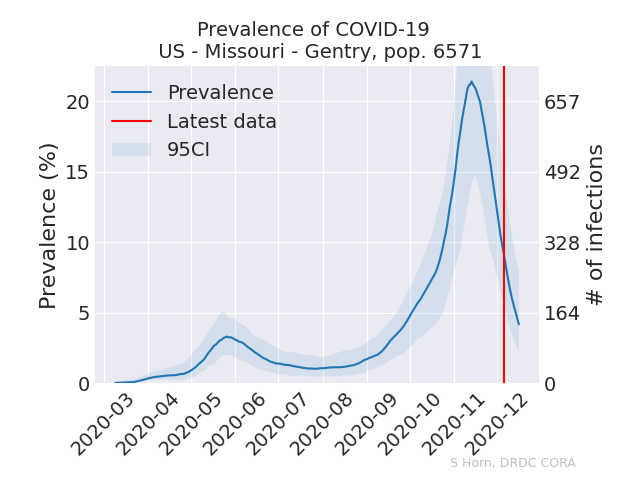 Prevalence of COVID-19
US - Missouri - Gentry, pop. 6571
Prevalence
Latest data
95CI
Prevalence (%)
20
15
10
5
0
657
492
328
164
0
# of infections
2020-03
2020-04
2020-05
2020-06
2020-07
2020-08
2020-09
2020-10
2020-11
2020-12
S Horn, DRDC CORA